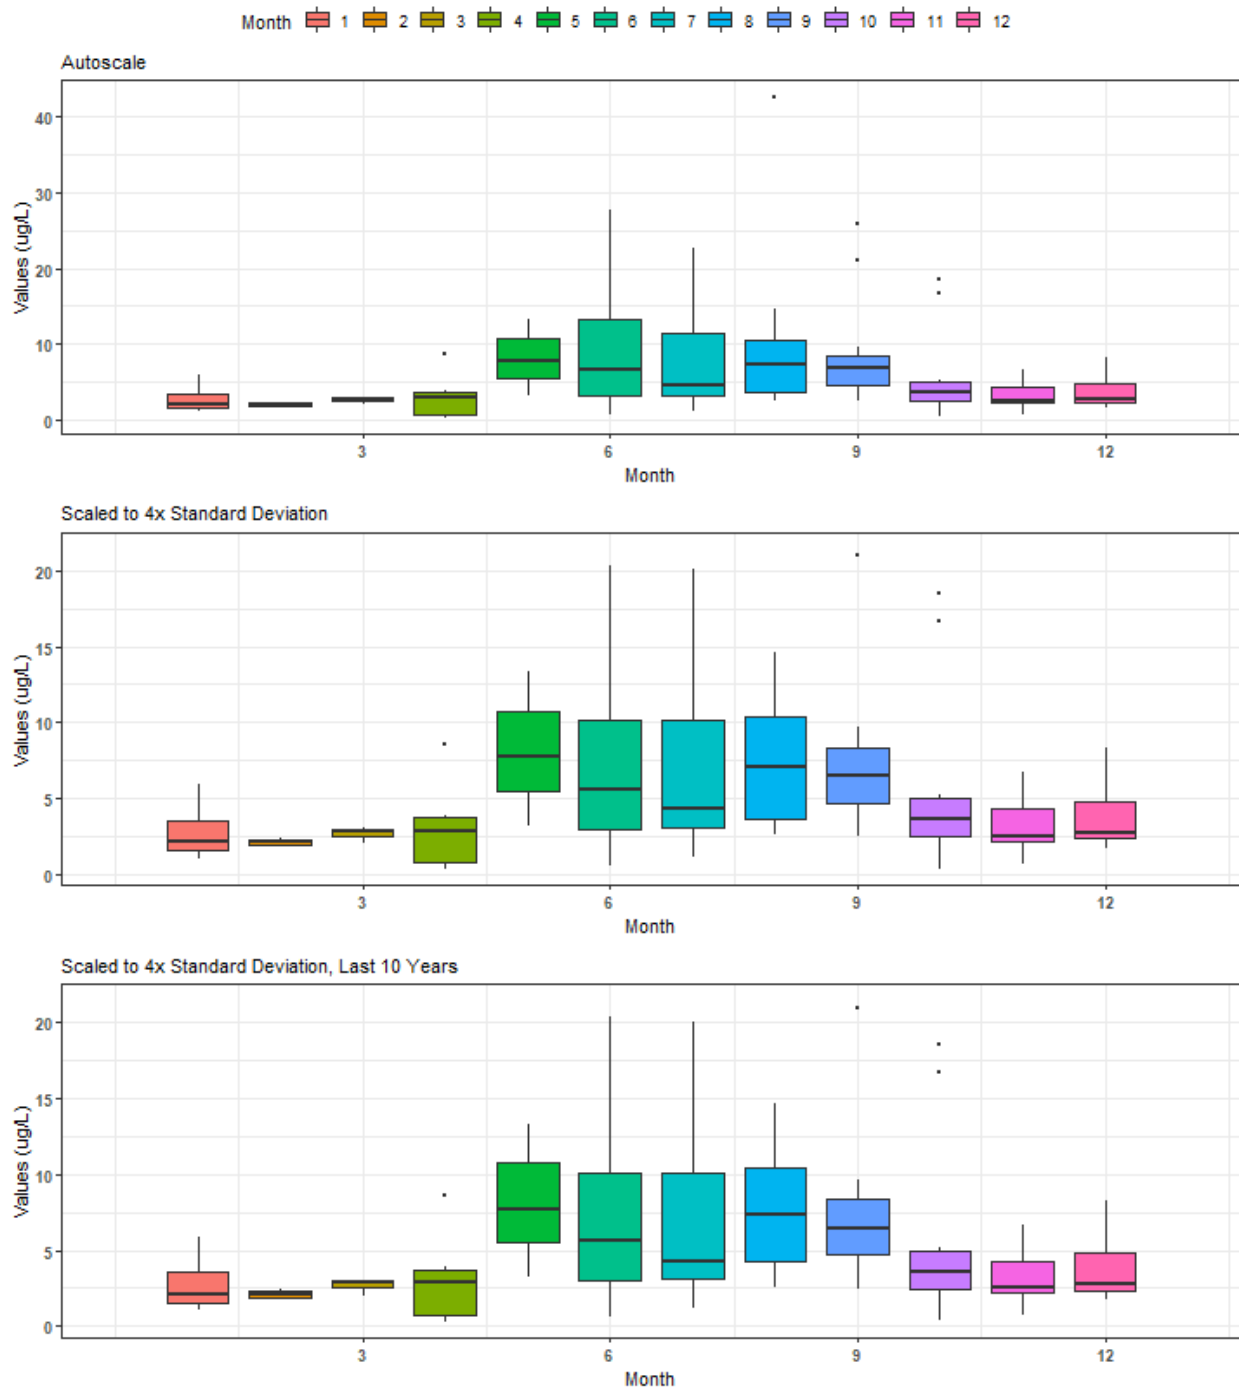 Month 1 2 3 4 5 6 7 8 9 10 11 12
Autoscale
Values (ug/L)
40
30
20
10
0
3 6 9 12
Month
Scaled to 4x Standard Deviation
Values (ug/L)
20
15
10
5
0
3 6 9 12
Month
Scaled to 4x Standard Deviation, Last 10 Years
Values (ug/L)
20
15
10
5
0
3 6 9 12
Month